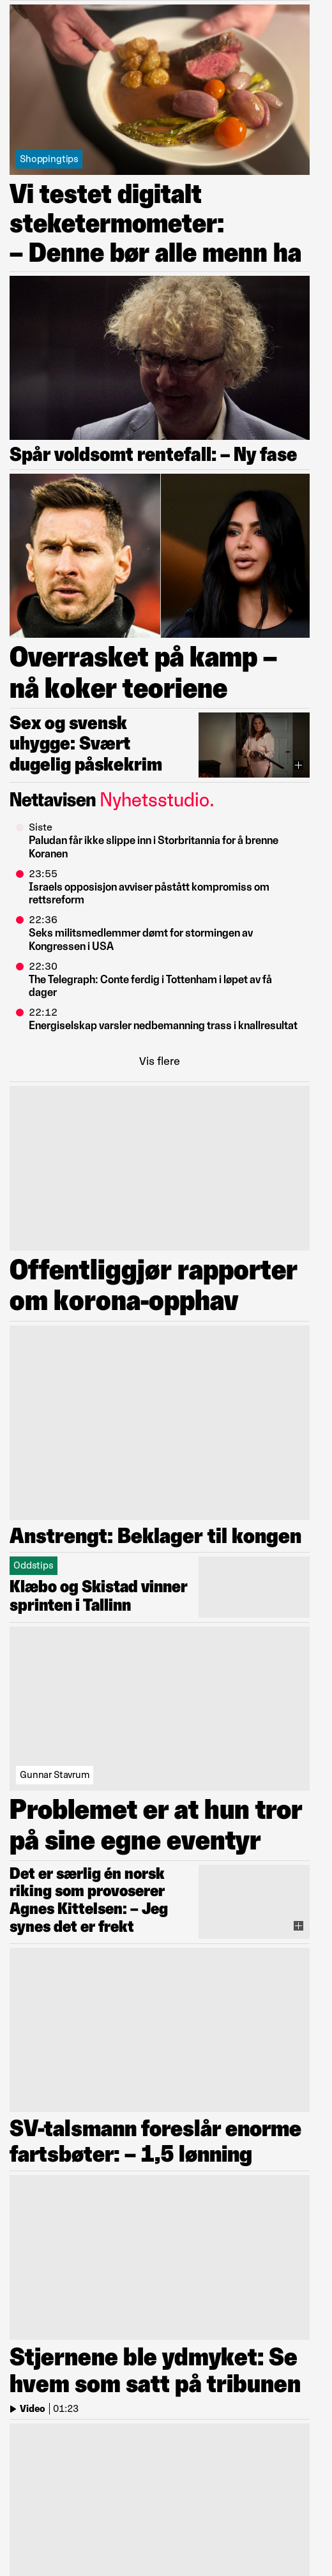 Shoppingtips
Vi testet digitalt
steketermometer:
– Denne bør alle menn ha
Spår voldsomt rentefall: – Ny fase
Overrasket på kamp –
nå koker teoriene
Sex og svensk
uhygge: Svært
dugelig påskekrim
Nettavisen Nyhetsstudio.
Siste
Paludan får ikke slippe inn i Storbritannia for å brenne
Koranen
23:55
Israels opposisjon avviser påstått kompromiss om
rettsreform
22:36
Seks militsmedlemmer dømt for stormingen av
Kongressen i USA
22:30
The Telegraph: Conte ferdig i Tottenham i løpet av få
dager
22:12
Energiselskap varsler nedbemanning trass i knallresultat
Vis flere
Offentliggjør rapporter
om korona-opphav
Anstrengt: Beklager til kongen
Oddstips
Klæbo og Skistad vinner
sprinten i Tallinn
Gunnar Stavrum
Problemet er at hun tror
på sine egne eventyr
Det er særlig én norsk
riking som provoserer
Agnes Kittelsen: – Jeg
synes det er frekt
SV-talsmann foreslår enorme
fartsbøter: – 1,5 lønning
Stjernene ble ydmyket: Se
hvem som satt på tribunen
Video | 01:23